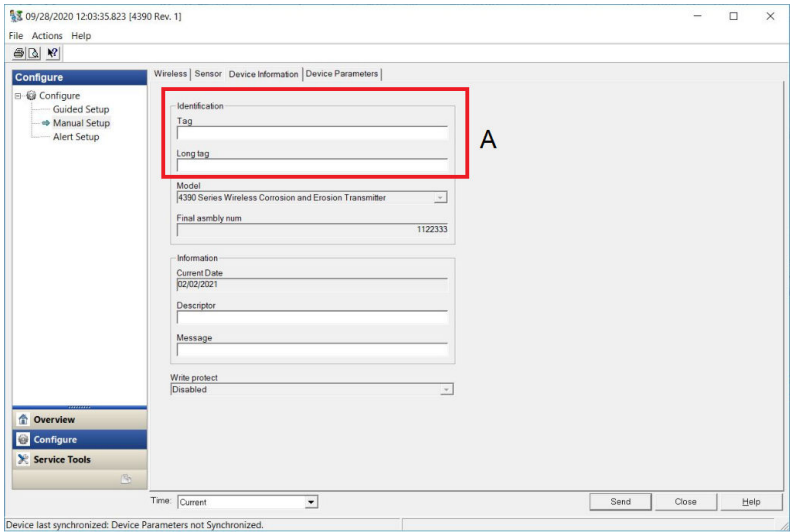 09/28/2020 12:03:35.823 [4390 Rev. 1]
File Actions Help
Configure
Configure
Guided Setup
Manual Setup
Alert Setup
Overview
Configure
Service Tools
Wireless Sensor Device Information Device Parameters
Identification
Tag
Long tag
A
Model
4390 Series Wireless Corrosion and Erosion Transmitter
Final asmbly num
1122333
Information
Current Date
02/02/2021
Descriptor
Message
Write protect
Disabled
Time: Current
Send Close Help
Device last synchronized: Device Parameters not Synchronized.